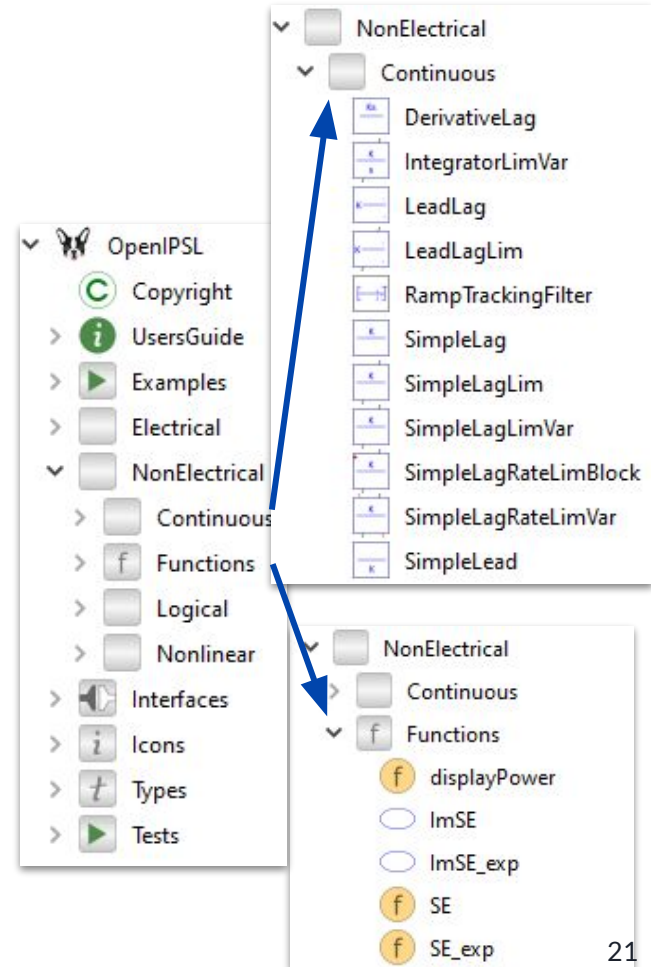 OpenIPSL
Copyright
UsersGuide
Examples
Electrical
NonElectrical
Continuous
Functions
Logical
Nonlinear
Interfaces
Icons
Types
Tests
NonElectrical
Continuous
DerivativeLag
IntegratorLimVar
LeadLag
LeadLagLim
RampTrackingFilter
SimpleLag
SimpleLagLim
SimpleLagLimVar
SimpleLagRateLimBlock
SimpleLagRateLimVar
SimpleLead
NonElectrical
Continuous
Functions
displayPower
ImSE
ImSE_exp
SE
SE_exp
21